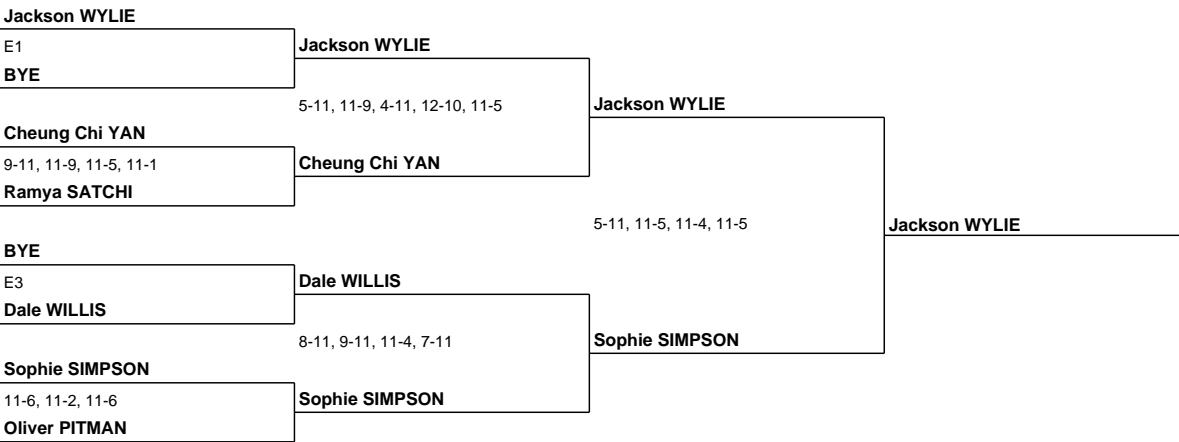 Jackson WYLIE
E1
Jackson WYLIE
BYE
5-11, 11-9, 4-11, 12-10, 11-5
Jackson WYLIE
Cheung Chi YAN
9-11, 11-9, 11-5, 11-1
Cheung Chi YAN
Ramya SATCHI
5-11, 11-5, 11-4, 11-5
Jackson WYLIE
BYE
E3
Dale WILLIS
Dale WILLIS
8-11, 9-11, 11-4, 7-11
Sophie SIMPSON
Sophie SIMPSON
11-6, 11-2, 11-6
Sophie SIMPSON
Oliver PITMAN